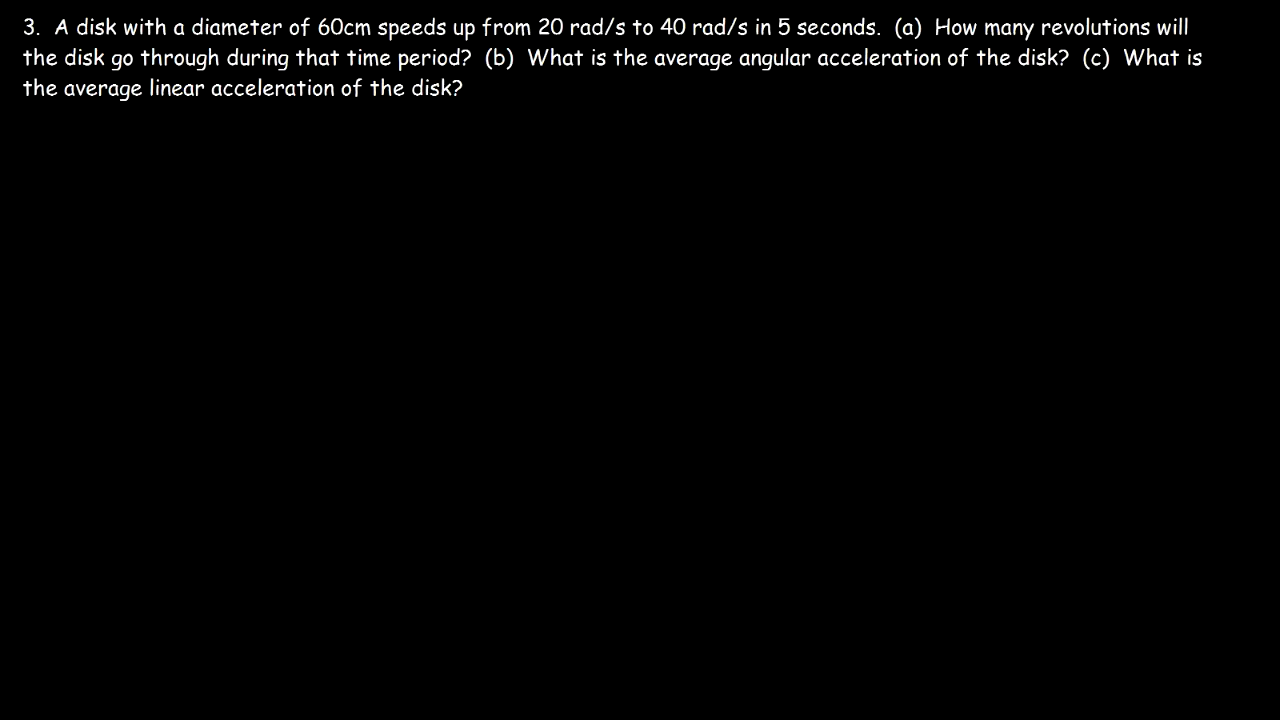 3. A disk with a diameter of 60cm speeds up from 20 rad/s to 40 rad/s in 5 seconds. (a) How many revolutions will
the disk go through during that time period? (b) What is the average angular acceleration of the disk? (c) What is
the average linear acceleration of the disk?